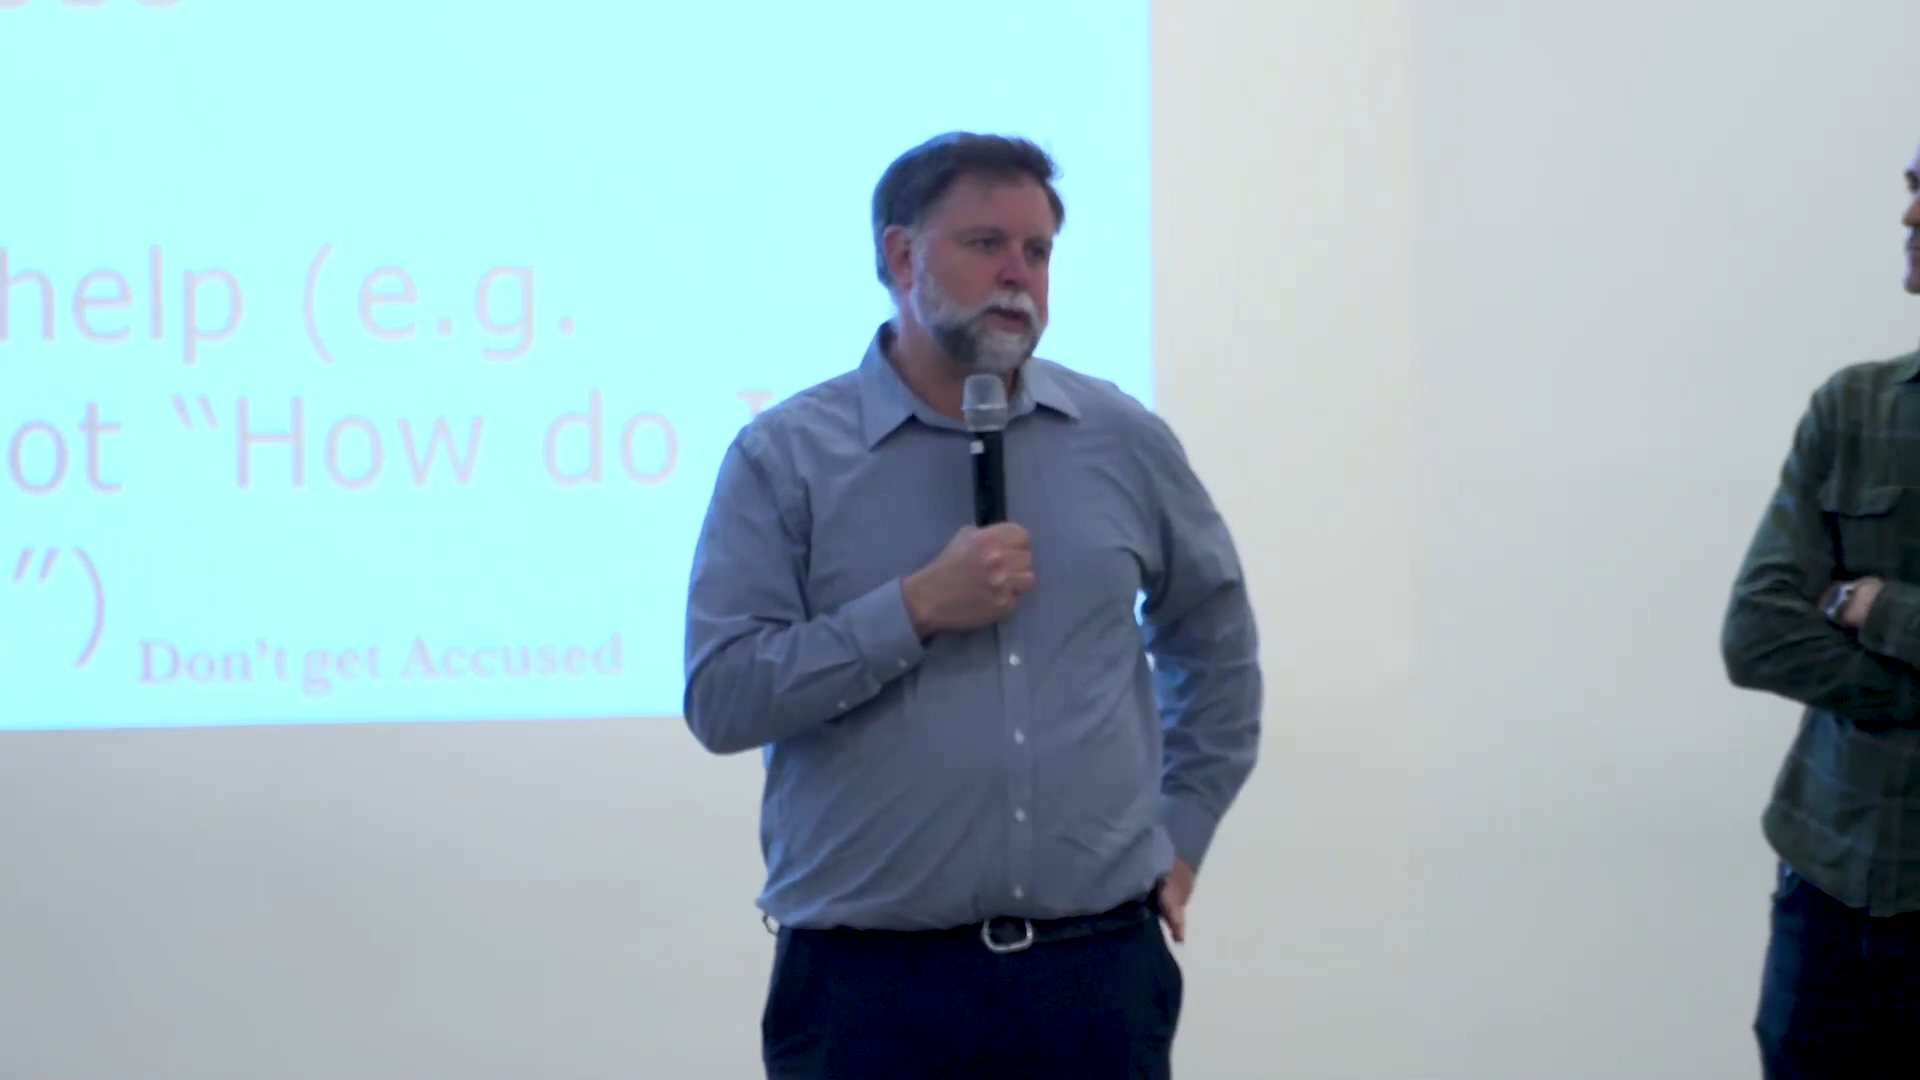 help (e.g.
ot “How do I
”)
Don't get Accused